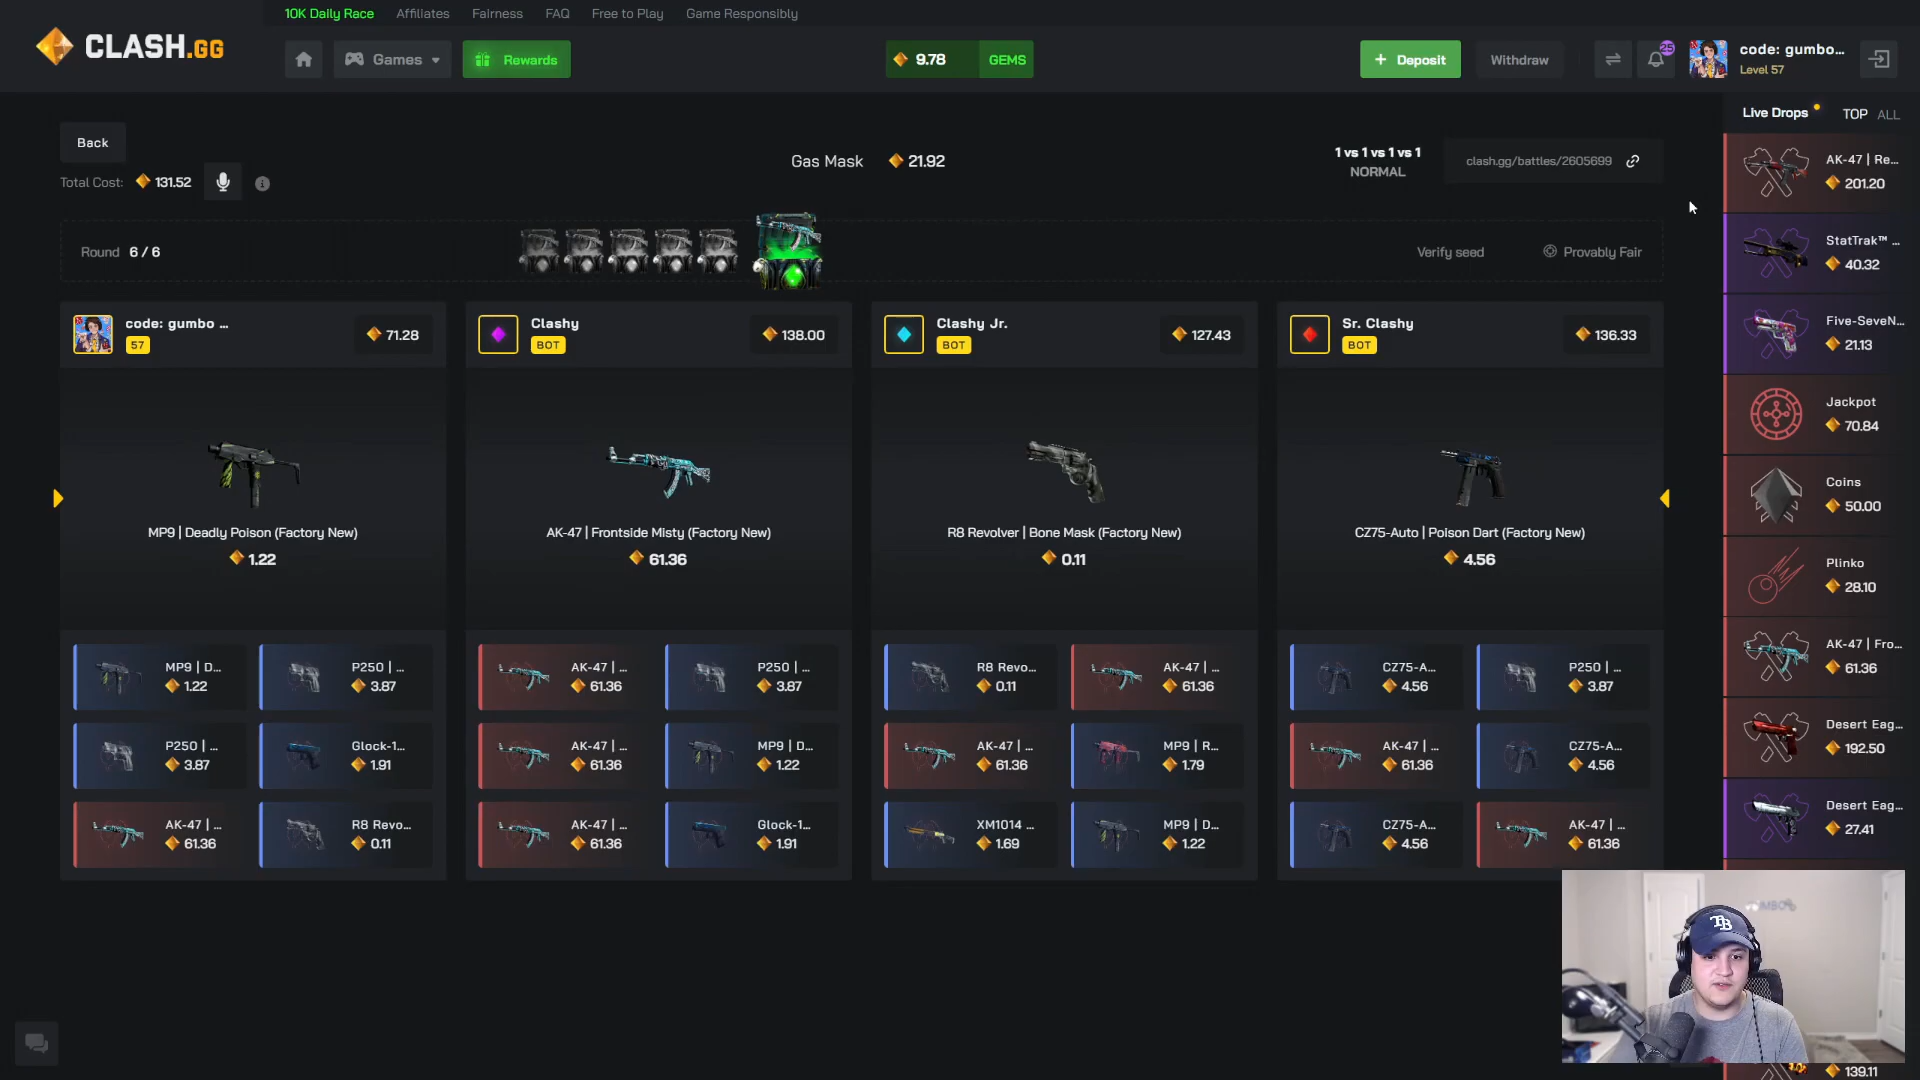 10K Daily Race
Affiliates
Fairness
FAQ
Free to Play
Game Responsibly
CLASH.GG
Games
Rewards
9.78
GEMS
+ Deposit
Withdraw
25
code: gumbo...
Level 57
Live Drops
TOP
ALL
Back
Total Cost:
131.52
Gas Mask
21.92
1 vs 1 vs 1 vs 1
NORMAL
clash.gg/battles/2605699
Round 6 / 6
Verify seed
Provably Fair
code: gumbo ...
57
71.28
Clashy
BOT
138.00
Clashy Jr.
BOT
127.43
Sr. Clashy
BOT
136.33
MP9 | Deadly Poison (Factory New)
1.22
AK-47 | Frontside Misty (Factory New)
61.36
R8 Revolver | Bone Mask (Factory New)
0.11
CZ75-Auto | Poison Dart (Factory New)
4.56
MP9 | D...
1.22
P250 | ...
3.87
P250 | ...
3.87
Glock-1...
1.91
AK-47 | ...
61.36
R8 Revo...
0.11
AK-47 | ...
61.36
P250 | ...
3.87
AK-47 | ...
61.36
MP9 | D...
1.22
AK-47 | ...
61.36
Glock-1...
1.91
R8 Revo...
0.11
AK-47 | ...
61.36
AK-47 | ...
61.36
MP9 | R...
1.79
XM1014 ...
1.69
MP9 | D...
1.22
CZ75-A...
4.56
P250 | ...
3.87
AK-47 | ...
61.36
CZ75-A...
4.56
CZ75-A...
4.56
AK-47 | ...
61.36
AK-47 | Re...
201.20
StatTrak™ ...
40.32
Five-SeveN...
21.13
Jackpot
70.84
Coins
50.00
Plinko
28.10
AK-47 | Fro...
61.36
Desert Eag...
192.50
Desert Eag...
27.41
TB
139.11